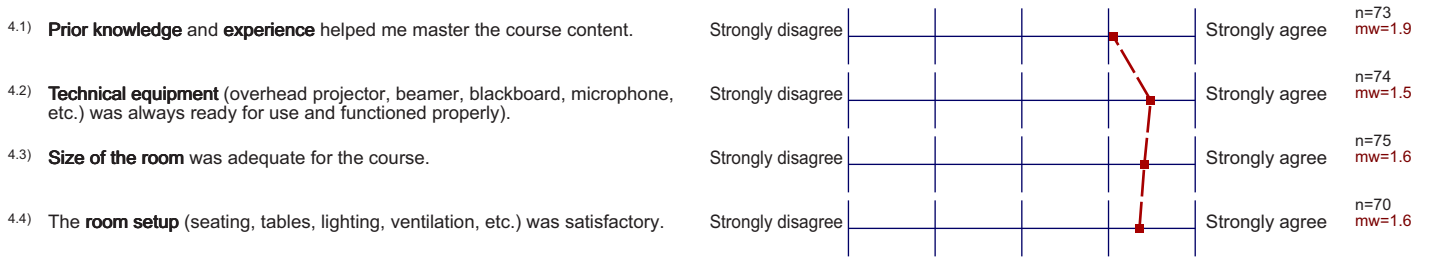 4.1) Prior knowledge and experience helped me master the course content. Strongly disagree Strongly agree n=73
mw=1.9
4.2) Technical equipment (overhead projector, beamer, blackboard, microphone, Strongly disagree Strongly agree n=74
etc.) was always ready for use and functioned properly). mw=1.5
4.3) Size of the room was adequate for the course. Strongly disagree Strongly agree n=75
mw=1.6
4.4) The room setup (seating, tables, lighting, ventilation, etc.) was satisfactory. Strongly disagree Strongly agree n=70
mw=1.6